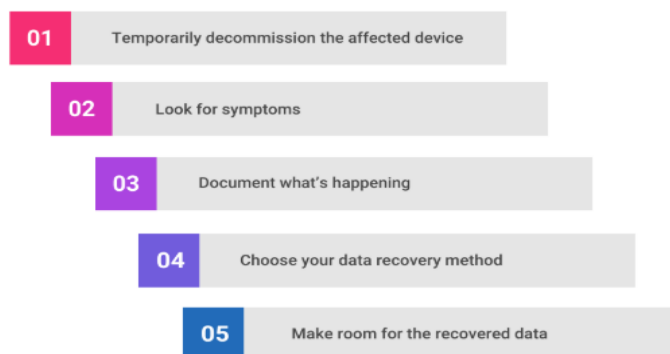 01 Temporarily decommission the affected device
02 Look for symptoms
03 Document what's happening
04 Choose your data recovery method
05 Make room for the recovered data